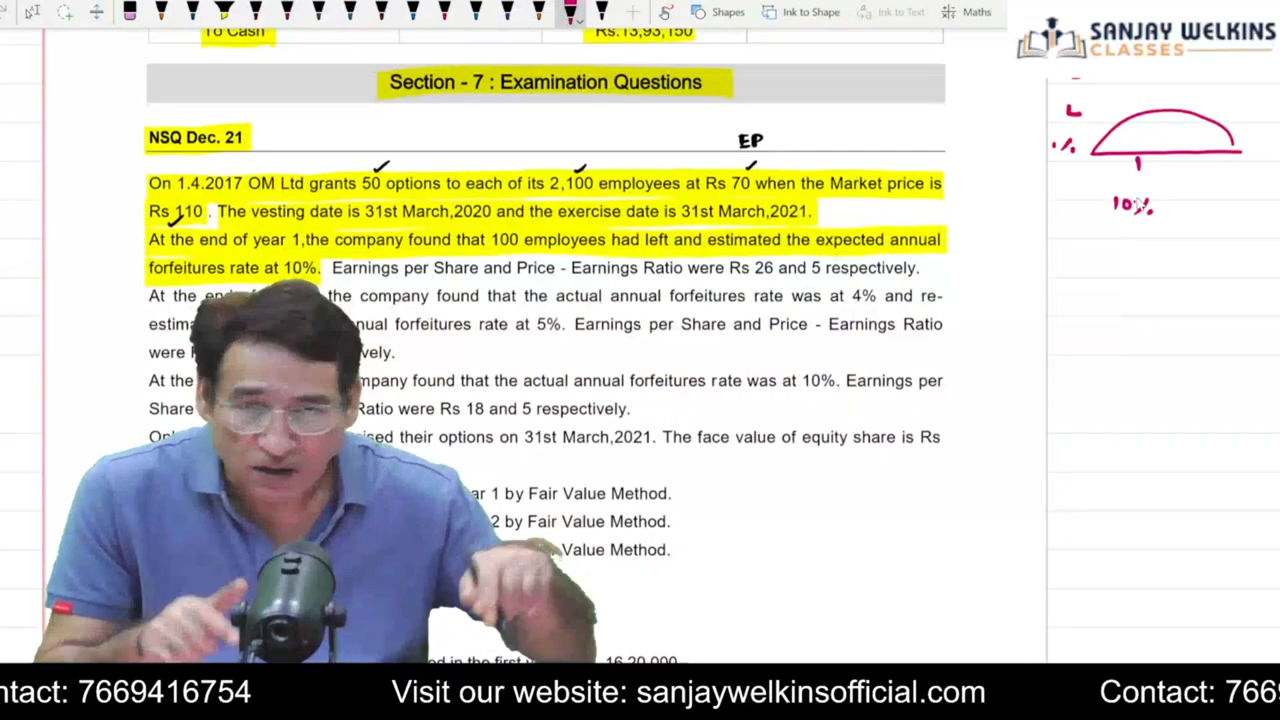 Shapes Ink to Shape Ink to Text Maths
SANJAY WELKINS
CLASSES
To Cash Rs.13,93,150
Section - 7 : Examination Questions
NSQ Dec. 21
EP
On 1.4.2017 OM Ltd grants 50 options to each of its 2,100 employees at Rs 70 when the Market price is
Rs 110 . The vesting date is 31st March,2020 and the exercise date is 31st March,2021.
At the end of year 1,the company found that 100 employees had left and estimated the expected annual
forfeitures rate at 10%. Earnings per Share and Price - Earnings Ratio were Rs 26 and 5 respectively.
At the the company found that the actual annual forfeitures rate was at 4% and re-
forfeitures rate at 5%. Earnings per Share and Price - Earnings Ratio
were
At the found that the actual annual forfeitures rate was at 10%. Earnings per
Share Ratio were Rs 18 and 5 respectively.
their options on 31st March,2021. The face value of equity share is Rs
1 by Fair Value Method.
2 by Fair Value Method.
Value Method.
in the first 16,20,000
L
.%
1
10%
ntact: 7669416754 Visit our website: sanjaywelkinsofficial.com Contact: 7669